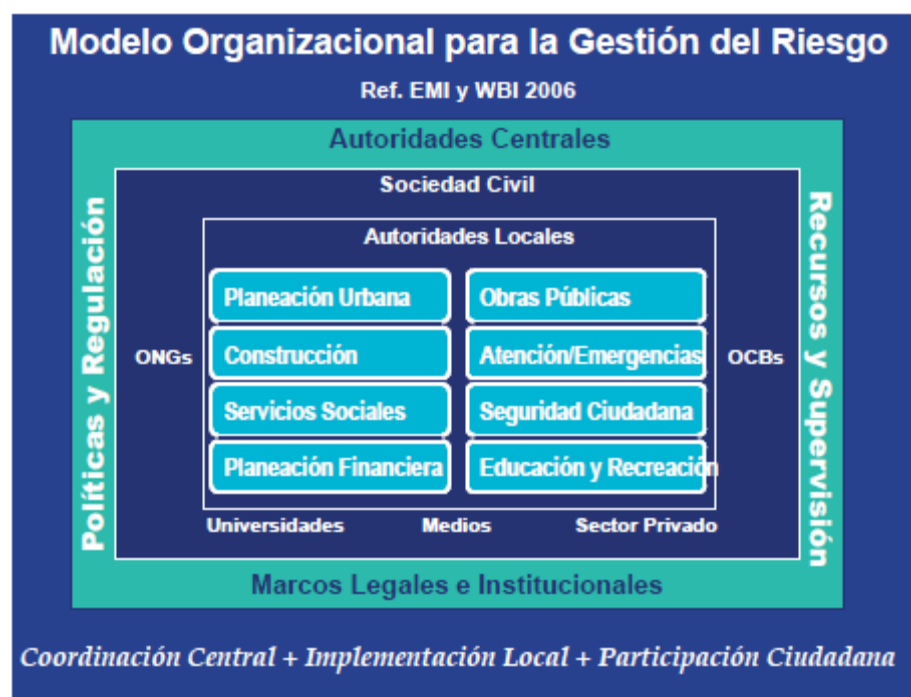 Modelo Organizacional para la Gestión del Riesgo
Ref. EMI y WBI 2006
Autoridades Centrales
Políticas y Regulación
Sociedad Civil
Autoridades Locales
Planeación Urbana
Obras Públicas
ONGs
Construcción
Atención/Emergencias
OCBs
Servicios Sociales
Seguridad Ciudadana
Planeación Financiera
Educación y Recreación
Universidades
Medios
Sector Privado
Recursos y Supervisión
Marcos Legales e Institucionales
Coordinación Central + Implementación Local + Participación Ciudadana